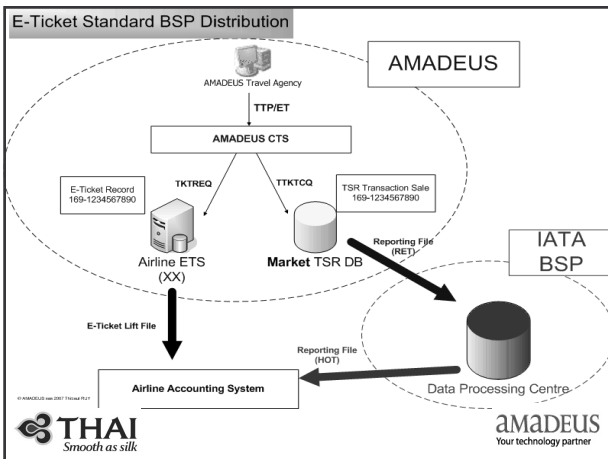 E-Ticket Standard BSP Distribution
AMADEUS
AMADEUS Travel Agency
TTP/ET
AMADEUS CTS
TKTREQ
TTKTCQ
E-Ticket Record
169-1234567890
TSR Transaction Sale
169-1234567890
Airline ETS
(XX)
Market TSR DB
Reporting File
(RET)
IATA
BSP
E-Ticket Lift File
Reporting File
(HOT)
Airline Accounting System
Data Processing Centre
© AMADEUS
2007
THAI
Smooth as silk
amadeus
Your technology partner